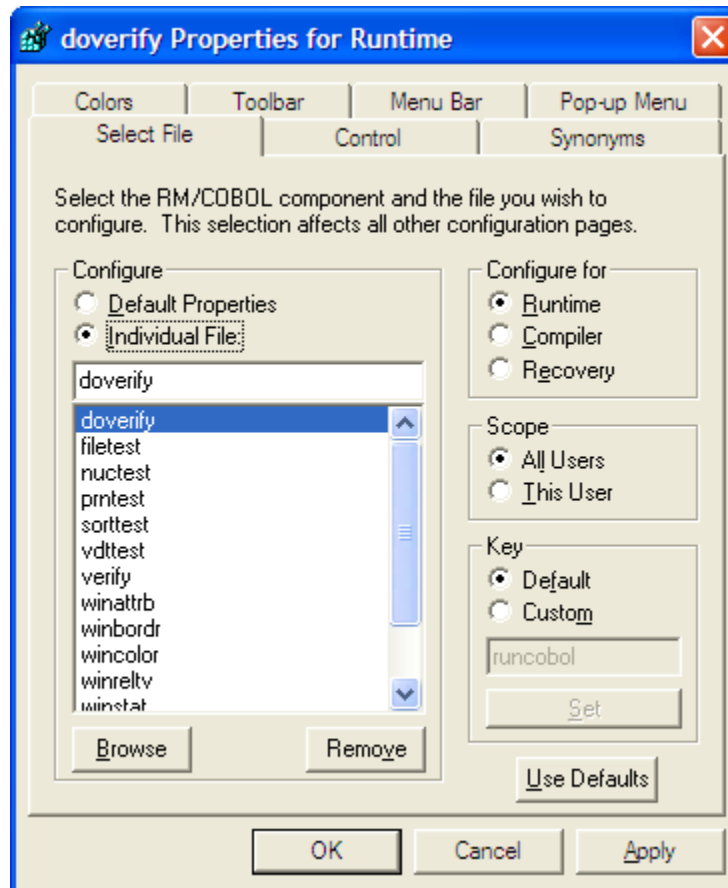 doverify Properties for Runtime
Colors
Toolbar
Menu Bar
Pop-up Menu
Select File
Control
Synonyms
Select the RM/COBOL component and the file you wish to
configure.  This selection affects all other configuration pages.
Configure
Default Properties
Individual File:
doverify
doverify
filetest
nuctest
prntest
sorttest
vdttest
verify
winattrb
winbordr
wincolor
winreltv
winstat
Browse
Remove
Configure for
Runtime
Compiler
Recovery
Scope
All Users
This User
Key
Default
Custom
runcobol
Set
Use Defaults
OK
Cancel
Apply